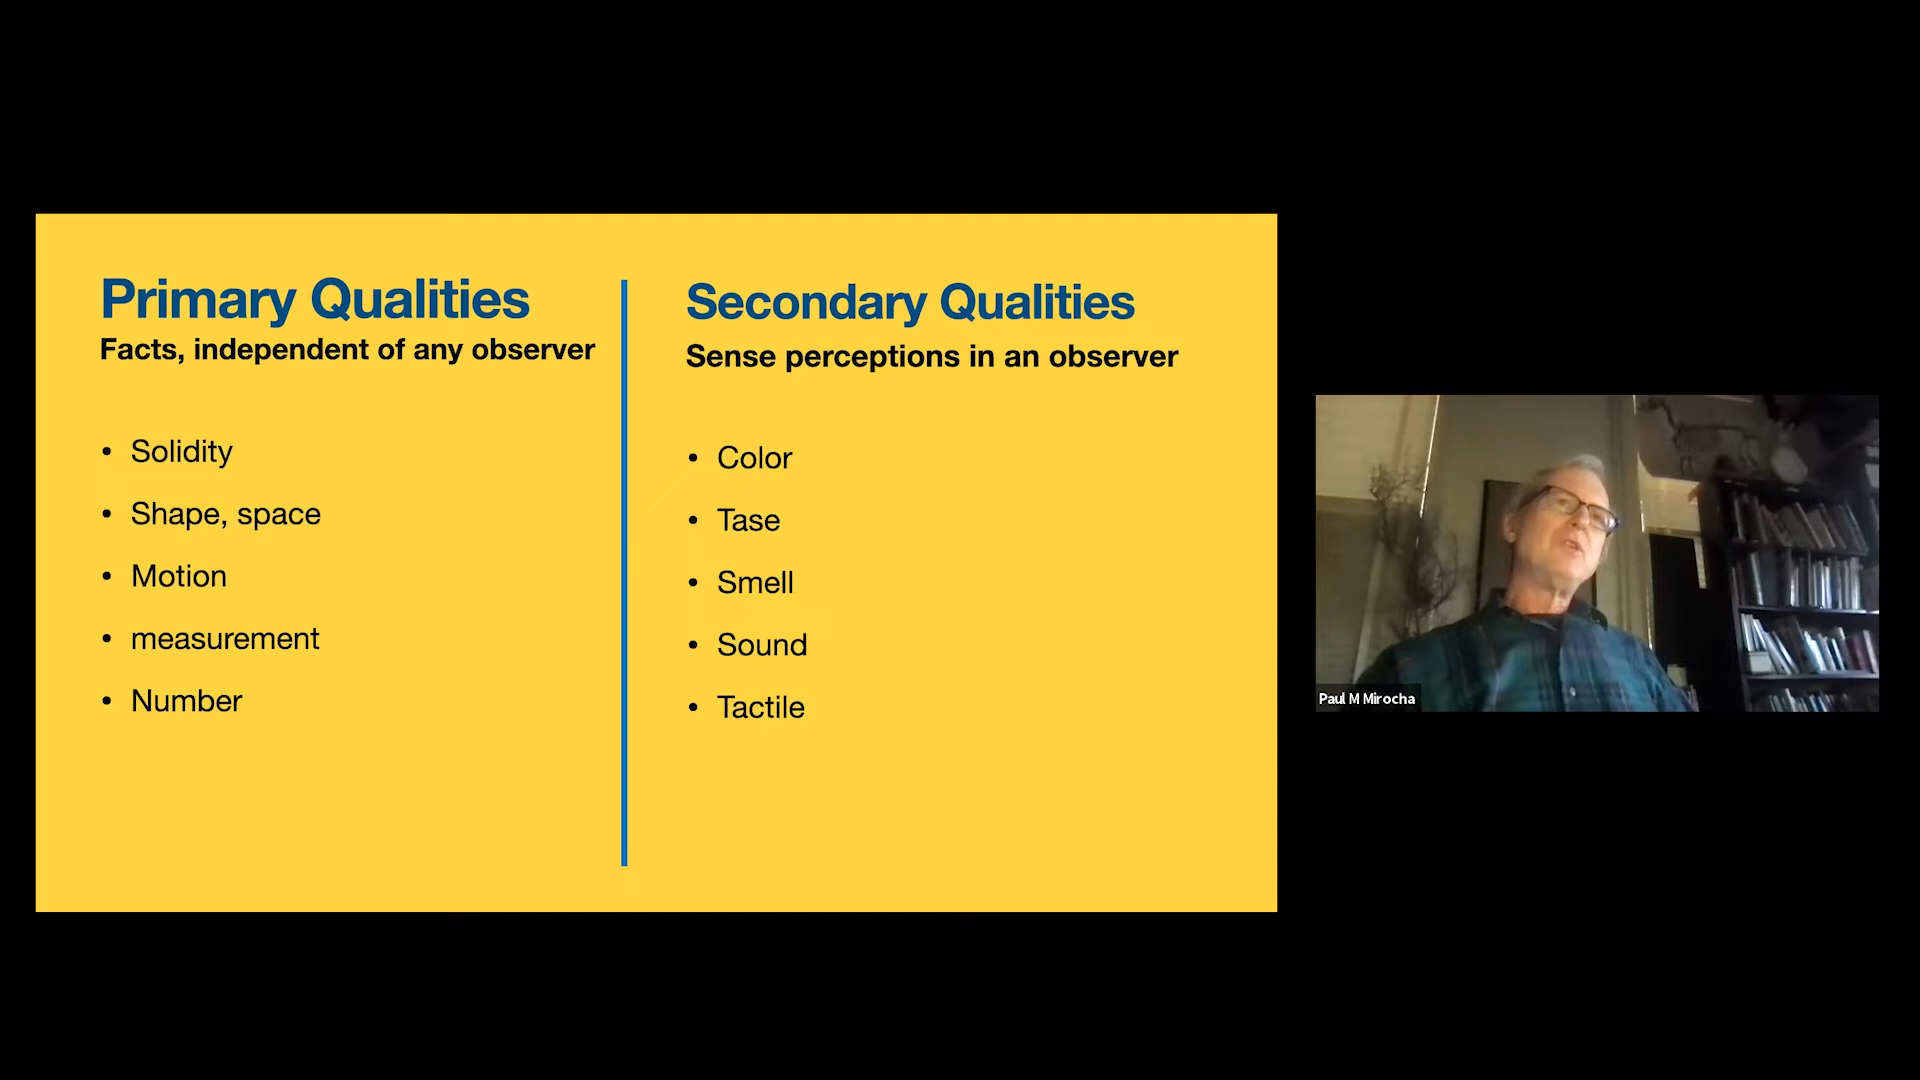 Primary Qualities
Facts, independent of any observer
• Solidity
• Shape, space
• Motion
• measurement
• Number
Secondary Qualities
Sense perceptions in an observer
• Color
• Tase
• Smell
• Sound
• Tactile
Paul M Mirocha